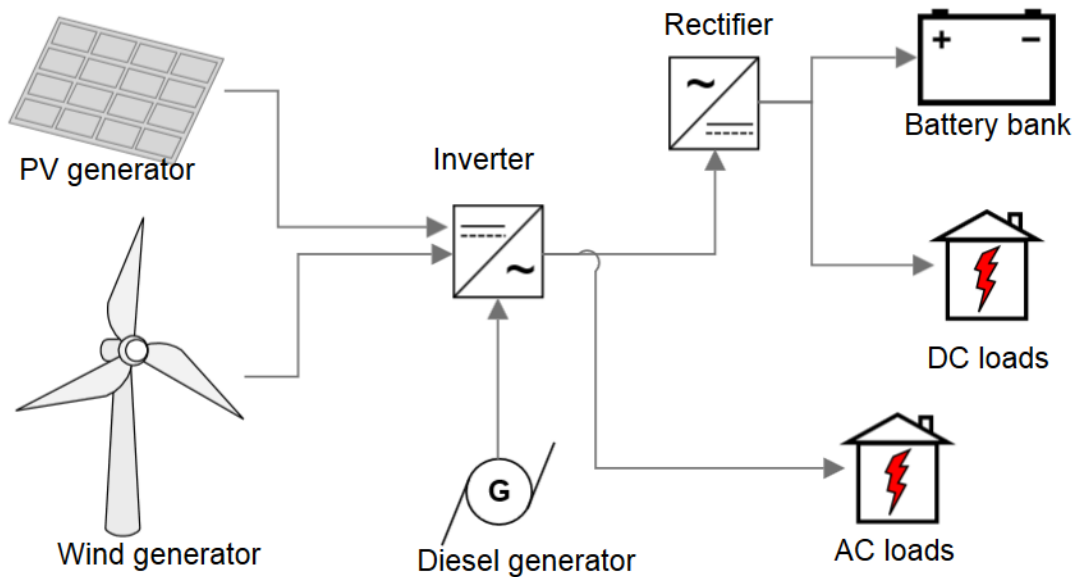 Rectifier
+ −
Battery bank
PV generator
Inverter
~
~
DC loads
G
Wind generator
Diesel generator
AC loads